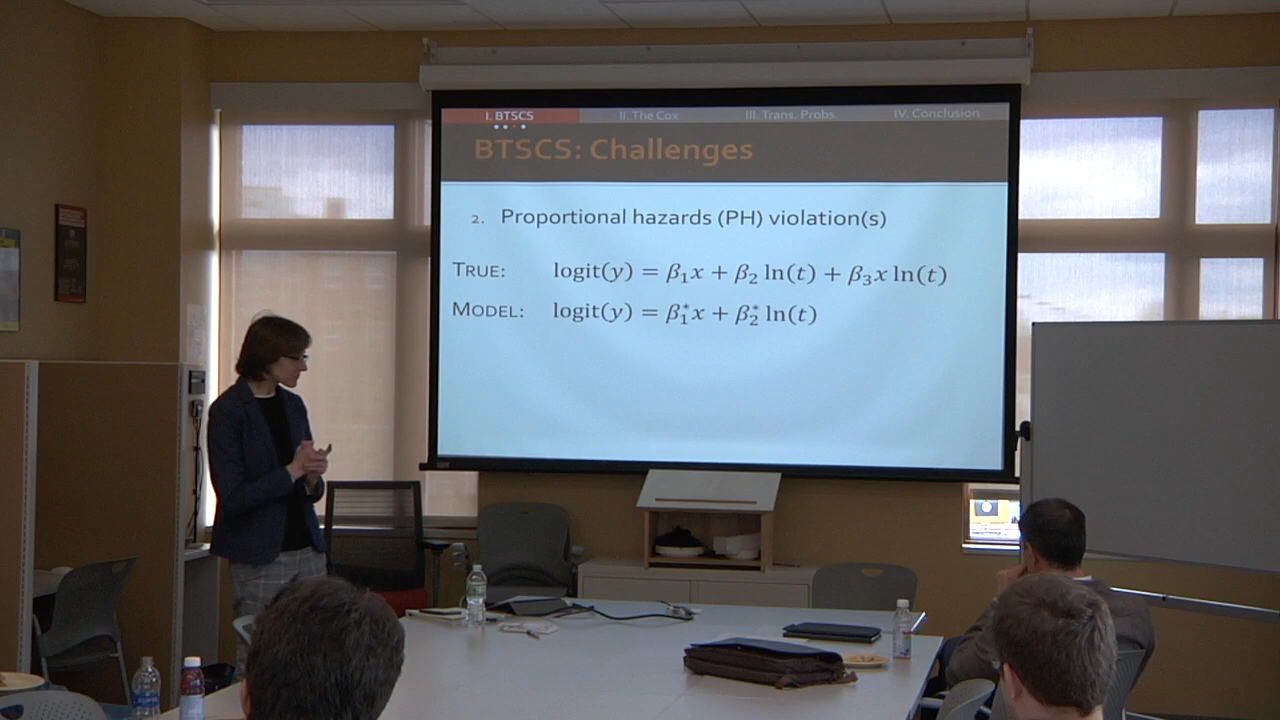 I. BTSCS II. The Cox III. Trans. Probs. IV. Conclusion
BTSCS: Challenges
2. Proportional hazards (PH) violation(s)
TRUE: logit(y) = β₁x + β₂ ln(t) + β₃x ln(t)
MODEL: logit(y) = β₁*x + β₂* ln(t)